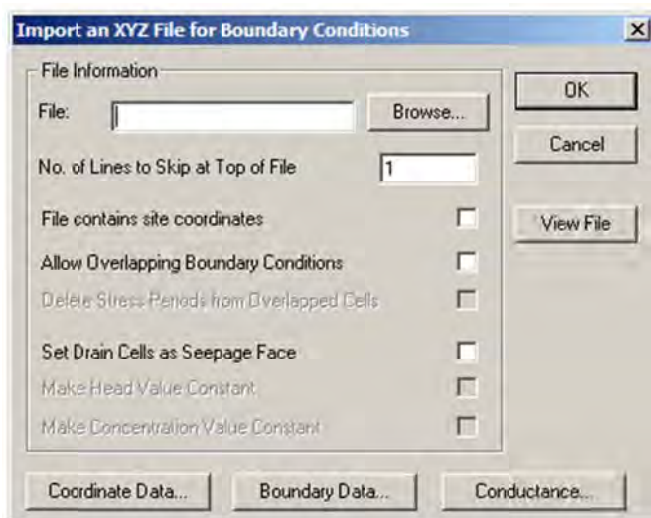 Import an XYZ File for Boundary Conditions
File Information
File:
Browse...
OK
Cancel
No. of Lines to Skip at Top of File
1
File contains site coordinates
View File
Allow Overlapping Boundary Conditions
Delete Stress Periods from Overlapped Cells
Set Drain Cells as Seepage Face
Make Head Value Constant
Make Concentration Value Constant
Coordinate Data...
Boundary Data...
Conductance...